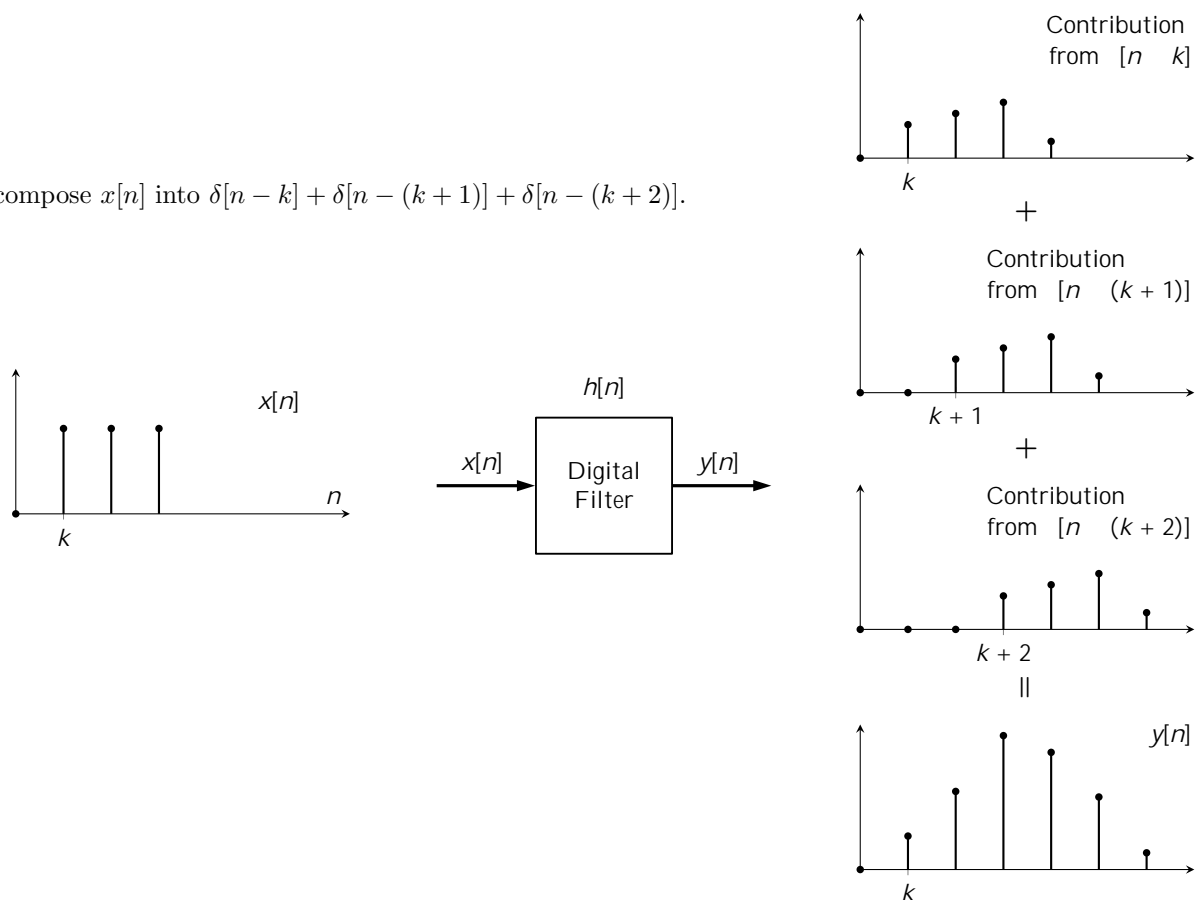 Contribution
from [n k]
k
compose x[n] into δ[n − k] + δ[n − (k + 1)] + δ[n − (k + 2)].
+
Contribution
from [n (k + 1)]
k + 1
x[n]
n
k
h[n]
x[n]
Digital
Filter
y[n]
+
Contribution
from [n (k + 2)]
k + 2
=
y[n]
k